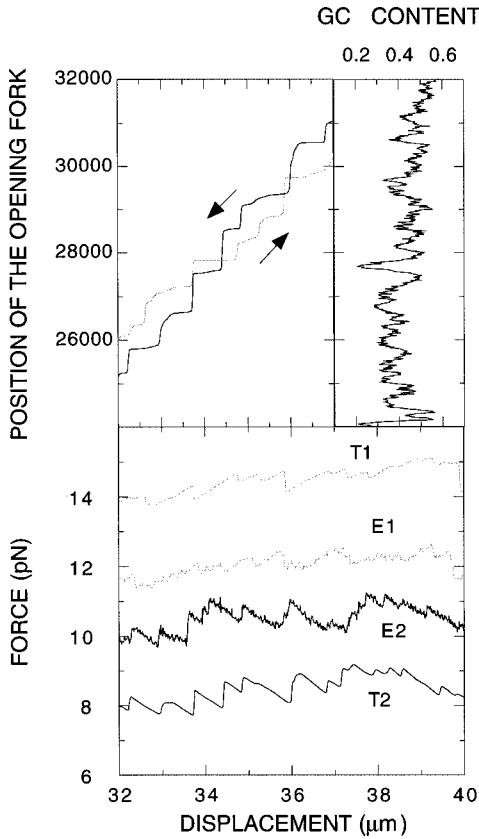 GC CONTENT
0.2 0.4 0.6
POSITION OF THE OPENING FORK
32000
30000
28000
26000
T1
14
E1
12
FORCE (pN)
E2
10
T2
8
6
32 34 36 38 40
DISPLACEMENT (μm)